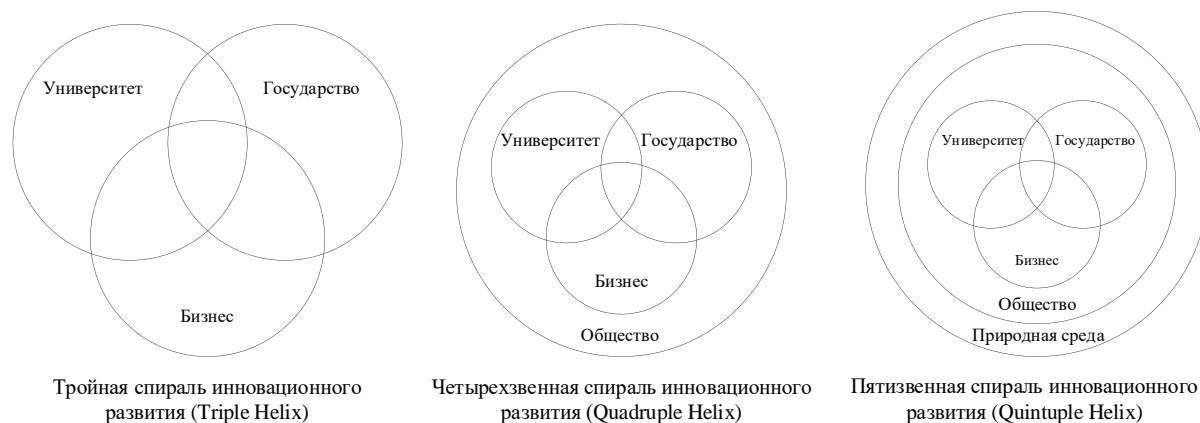 Университет
Государство
Бизнес
Тройная спираль инновационного
развития (Triple Helix)
Университет
Государство
Бизнес
Общество
Четырехзвенная спираль инновационного
развития (Quadruple Helix)
Университет
Государство
Бизнес
Общество
Природная среда
Пятизвенная спираль инновационного
развития (Quintuple Helix)